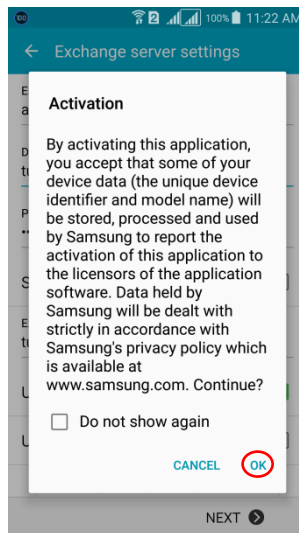 100 2 100% 11:22 AM
Exchange server settings
E
a
Activation
D
tu
P
S
E
tu
U
U
By activating this application,
you accept that some of your
device data (the unique device
identifier and model name) will
be stored, processed and used
by Samsung to report the
activation of this application to
the licensors of the application
software. Data held by
Samsung will be dealt with
strictly in accordance with
Samsung's privacy policy which
is available at
www.samsung.com. Continue?
Do not show again
CANCEL OK
NEXT